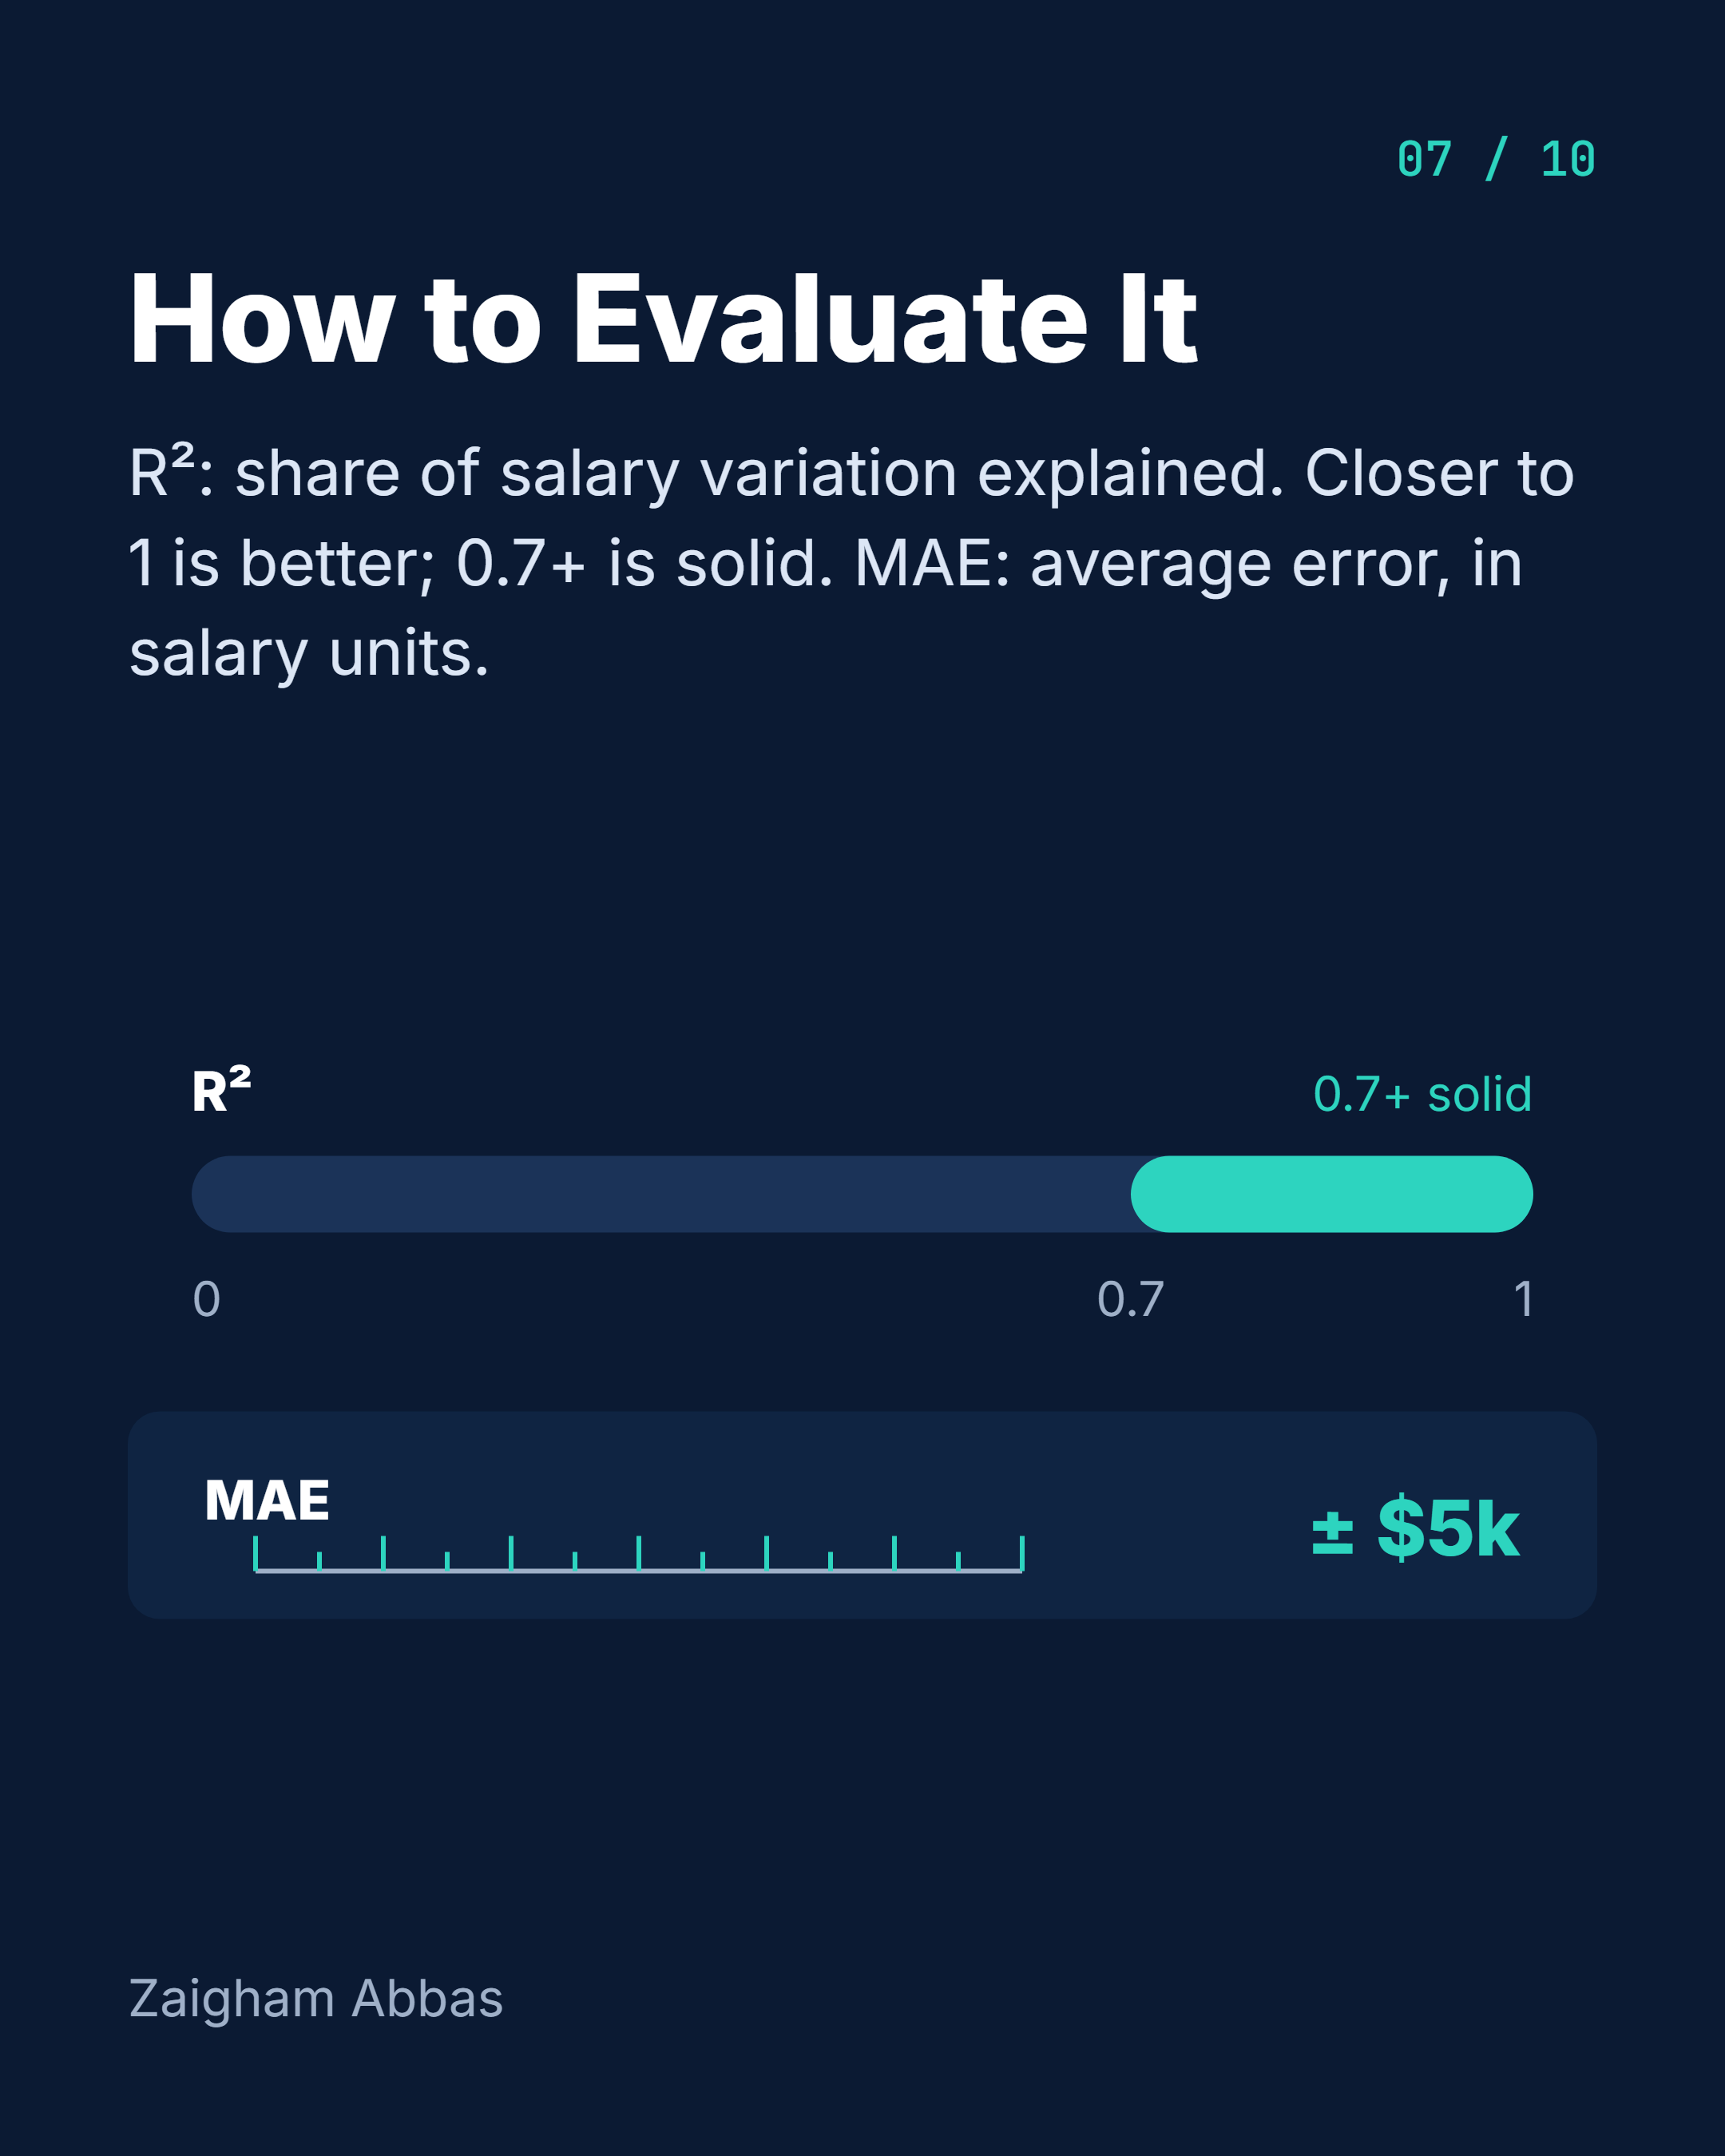 07 / 10
How to Evaluate It
R²: share of salary variation explained. Closer to
1 is better; 0.7+ is solid. MAE: average error, in
salary units.
R²
0.7+ solid
0
0.7
1
MAE
± $5k
Zaigham Abbas